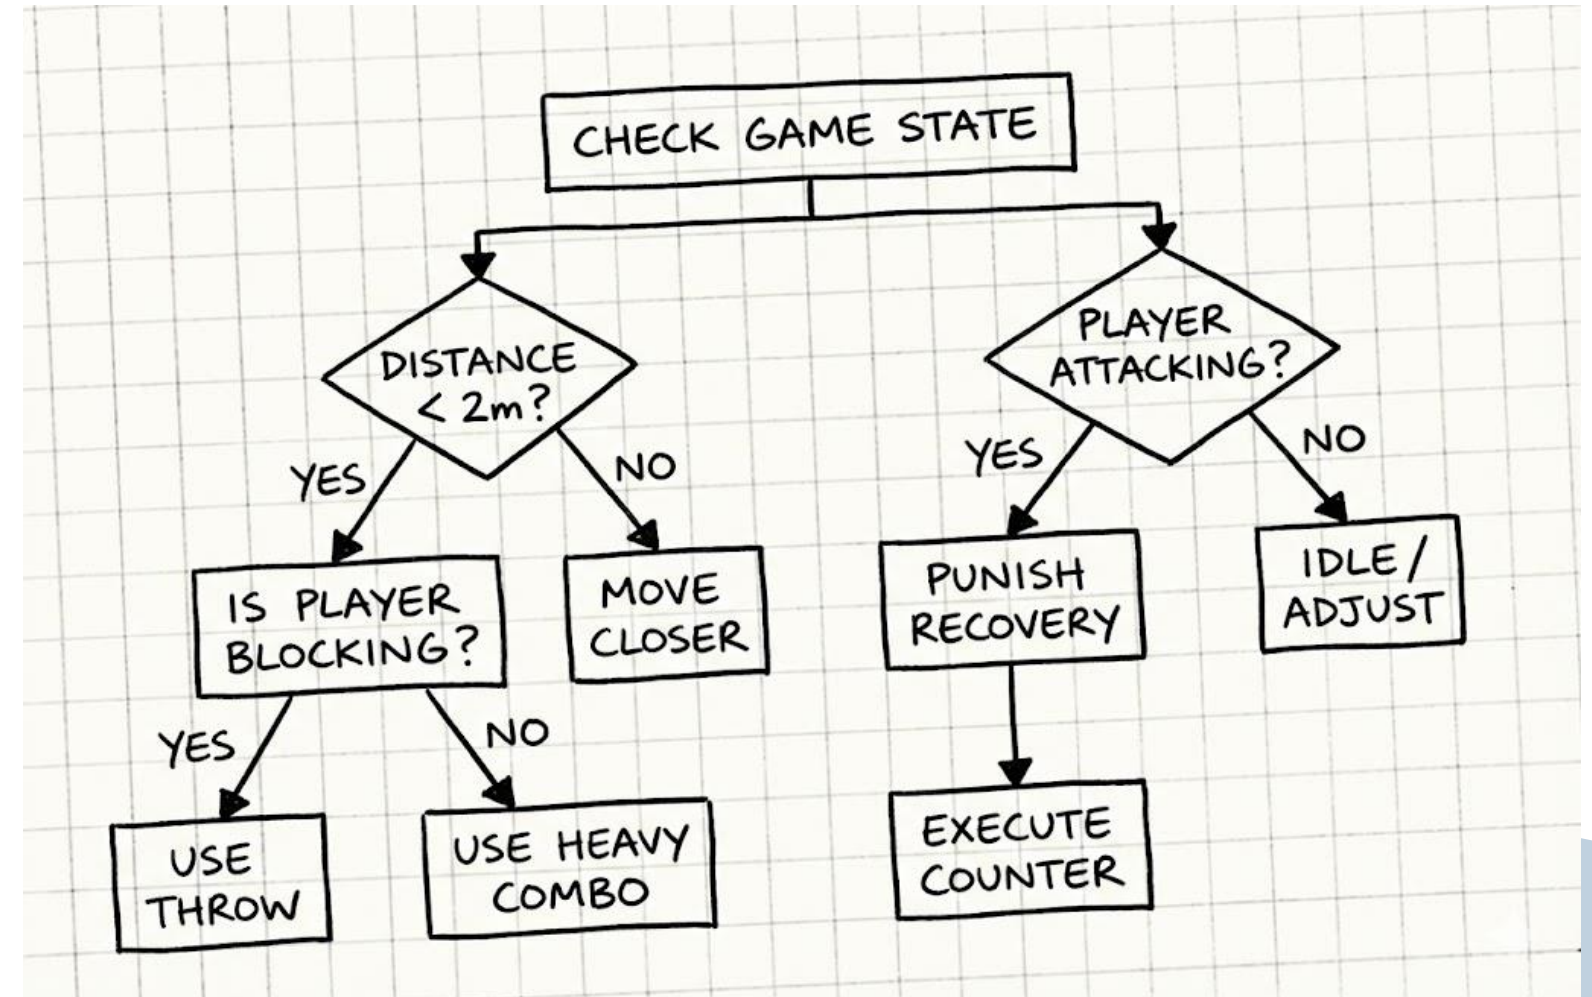 CHECK GAME STATE
DISTANCE
< 2m?
YES
NO
IS PLAYER
BLOCKING?
MOVE
CLOSER
YES
NO
USE
THROW
USE HEAVY
COMBO
PLAYER
ATTACKING?
YES
NO
PUNISH
RECOVERY
IDLE /
ADJUST
EXECUTE
COUNTER